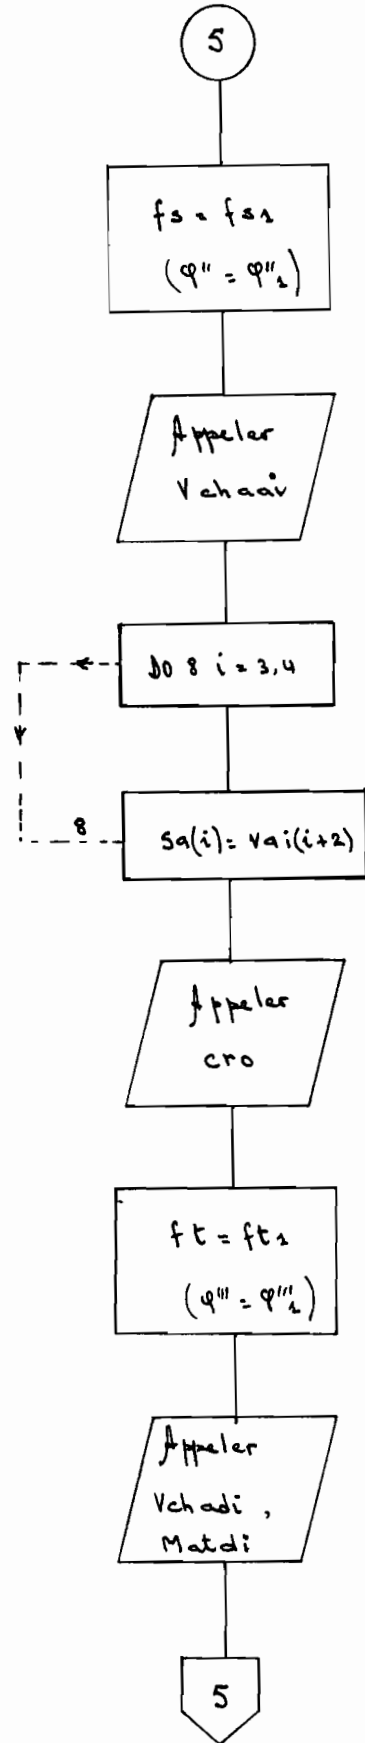 5
fs = fs1
(φ'' = φ''1)
Appeler
Vchaav
DO 8 i = 3,4
8
Sa(i) = Vai(i+2)
Appeler
cro
ft = ft1
(φ''' = φ'''1)
Appeler
Vchadi,
Matdi
5